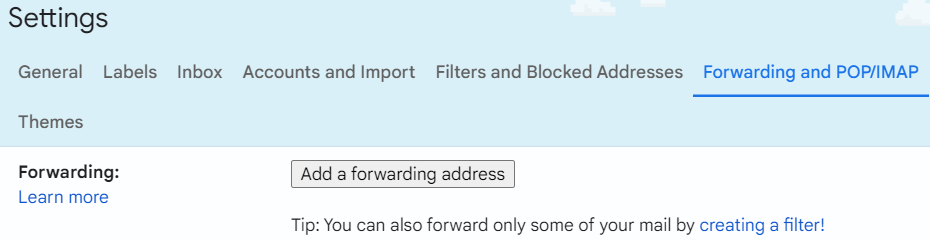 Settings
General Labels Inbox Accounts and Import Filters and Blocked Addresses Forwarding and POP/IMAP
Themes
Forwarding: Add a forwarding address
Learn more
Tip: You can also forward only some of your mail by creating a filter!